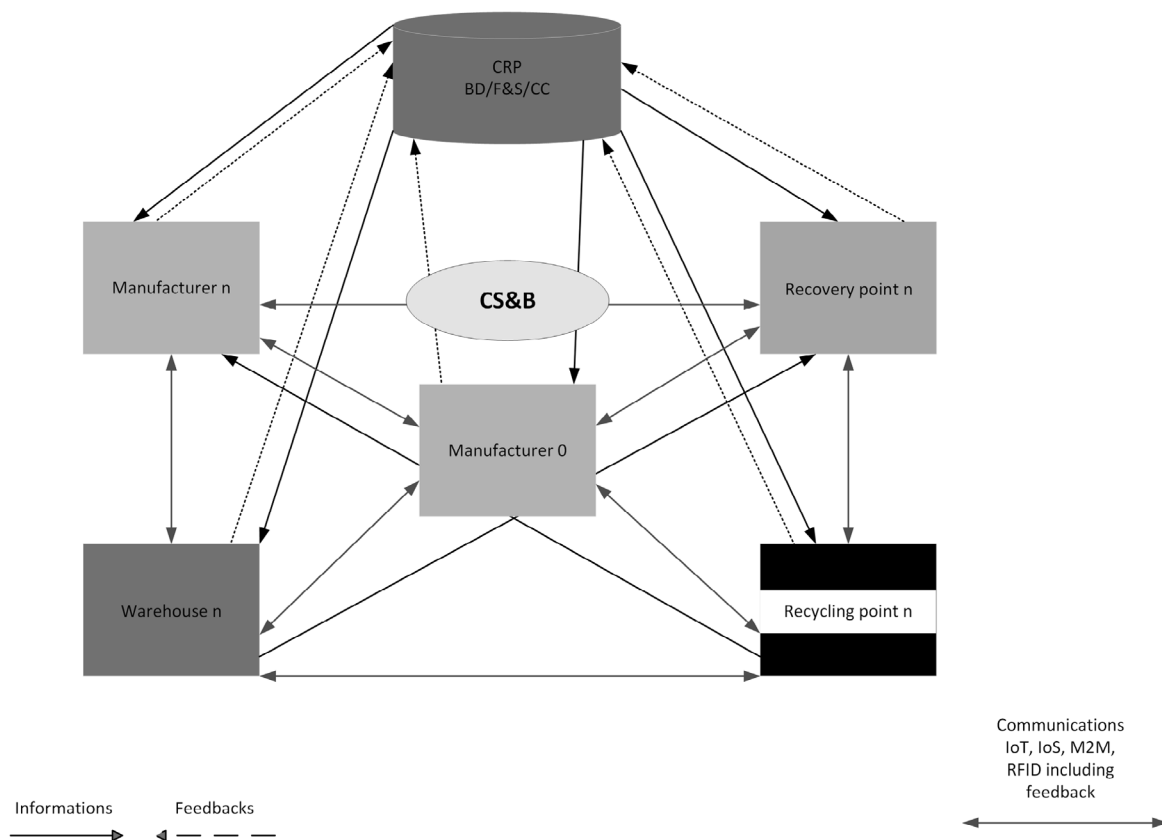 CRP
BD/F&S/CC
Manufacturer n
CS&B
Recovery point n
Manufacturer 0
Warehouse n
Recycling point n
Communications
IoT, IoS, M2M,
RFID including
feedback
Informations
Feedbacks